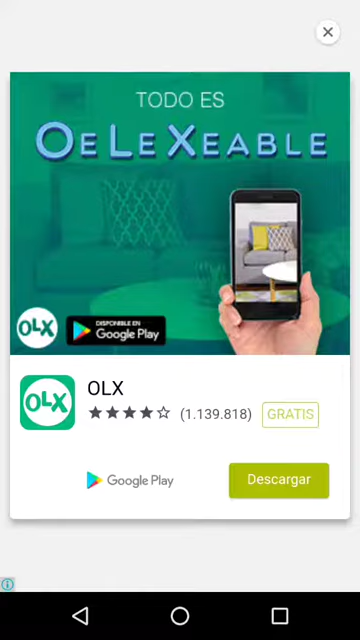 TODO ES
OELEXEABLE
OLX
DISPONIBLE EN
Google Play
OLX
OLX
(1.139.818)
GRATIS
Google Play
Descargar